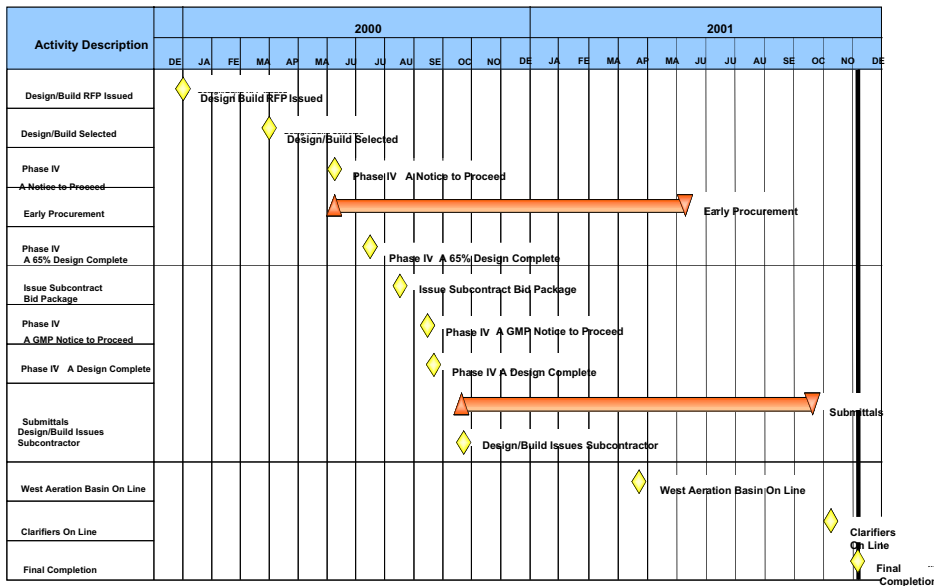 Activity Description
2000
2001
DE JA FE MA AP MA JU JU AU SE OC NO DE JA FE MA AP MA JU JU AU SE OC NO DE
Design/Build RFP Issued
Design/Build RFP Issued
Design/Build Selected
Design/Build Selected
Phase IV
A Notice to Proceed
Phase IV A Notice to Proceed
Early Procurement
Early Procurement
Phase IV
A 65% Design Complete
Phase IV A 65% Design Complete
Issue Subcontract
Bid Package
Issue Subcontract Bid Package
Phase IV
A GMP Notice to Proceed
Phase IV A GMP Notice to Proceed
Phase IV A Design Complete
Phase IV A Design Complete
Submittals
Submittals
Design/Build Issues
Subcontractor
Design/Build Issues Subcontractor
West Aeration Basin On Line
West Aeration Basin On Line
Clarifiers On Line
Clarifiers
On Line
Final Completion
Final
Completion